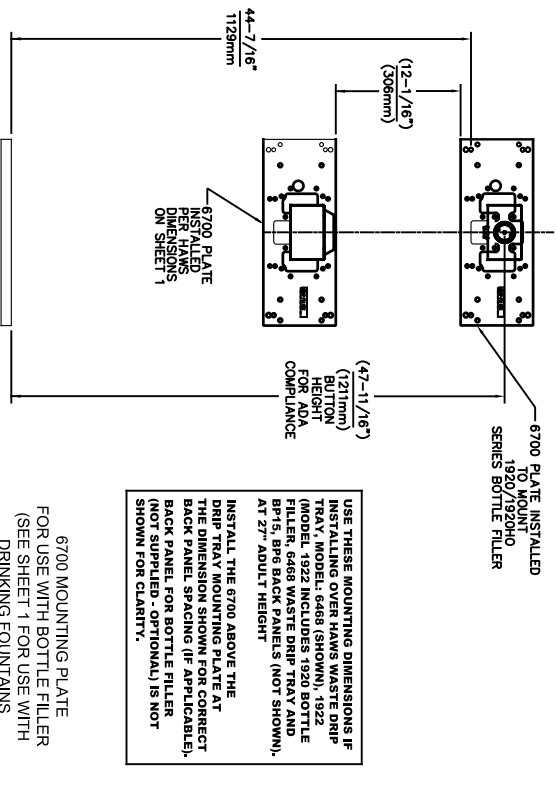 44-7/16"
1129mm
(12-1/16")
(306mm)
6700 PLATE
INSTALLED
PER HAWS
DIMENSIONS
ON SHEET 1
6700 PLATE INSTALLED
TO MOUNT
1920/1920HO
SERIES BOTTLE FILLER
(47-11/16")
(1211mm)
BUTTON
HEIGHT
FOR ADA
COMPLIANCE
USE THESE MOUNTING DIMENSIONS IF
INSTALLING OVER HAWS WASTE DRIP
TRAY, MODEL: 6468 (SHOWN), 1922
(MODEL 1922 INCLUDES 1920 BOTTLE
FILLER, 6468 WASTE DRIP TRAY AND
BP15, BP6 BACK PANELS (NOT SHOWN).
AT 27" ADULT HEIGHT
INSTALL THE 6700 ABOVE THE
DRIP TRAY MOUNTING PLATE AT
THE DIMENSION SHOWN FOR CORRECT
BACK PANEL SPACING (IF APPLICABLE).
BACK PANEL FOR BOTTLE FILLER
(NOT SUPPLIED - OPTIONAL) IS NOT
SHOWN FOR CLARITY.
6700 MOUNTING PLATE
FOR USE WITH BOTTLE FILLER
(SEE SHEET 1 FOR USE WITH
DRINKING FOUNTAINS